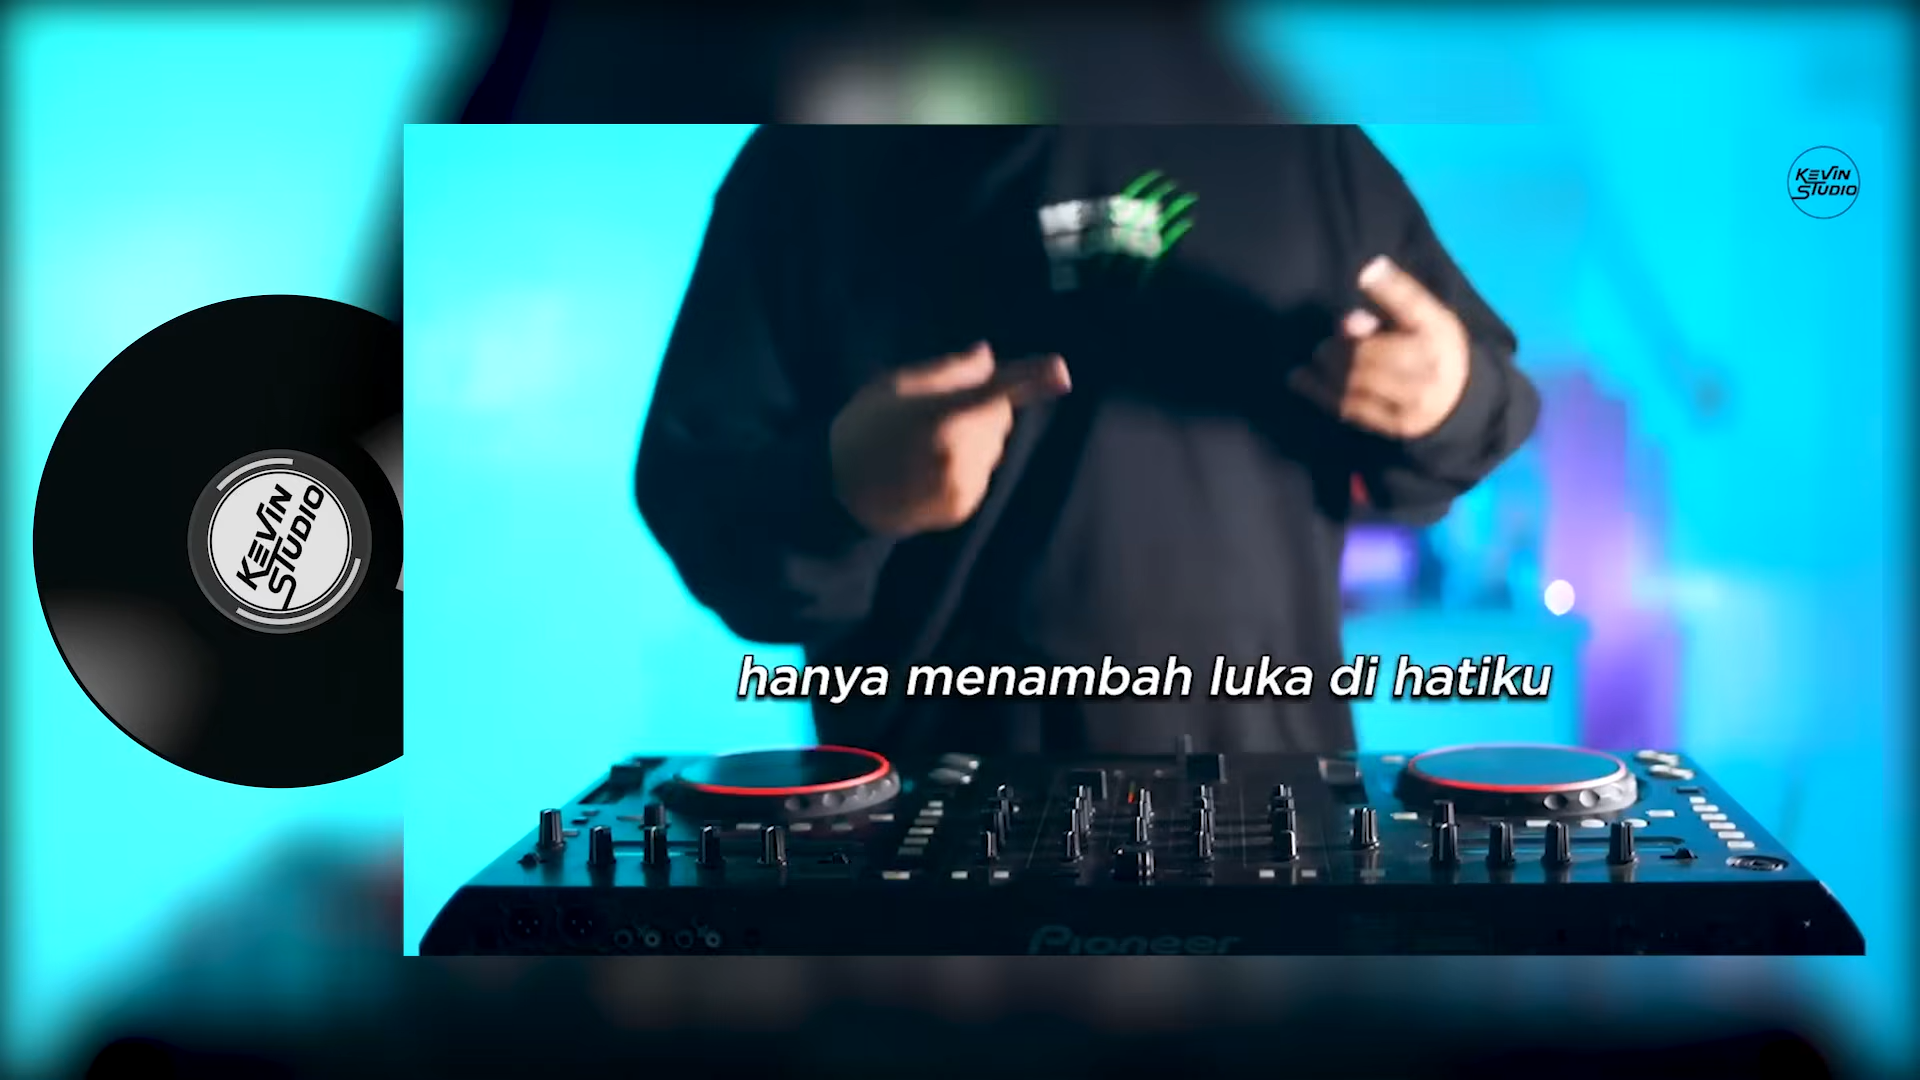 KEVIN
STUDIO
KEVIN
STUDIO
hanya menambah luka di hatiku
Pioneer